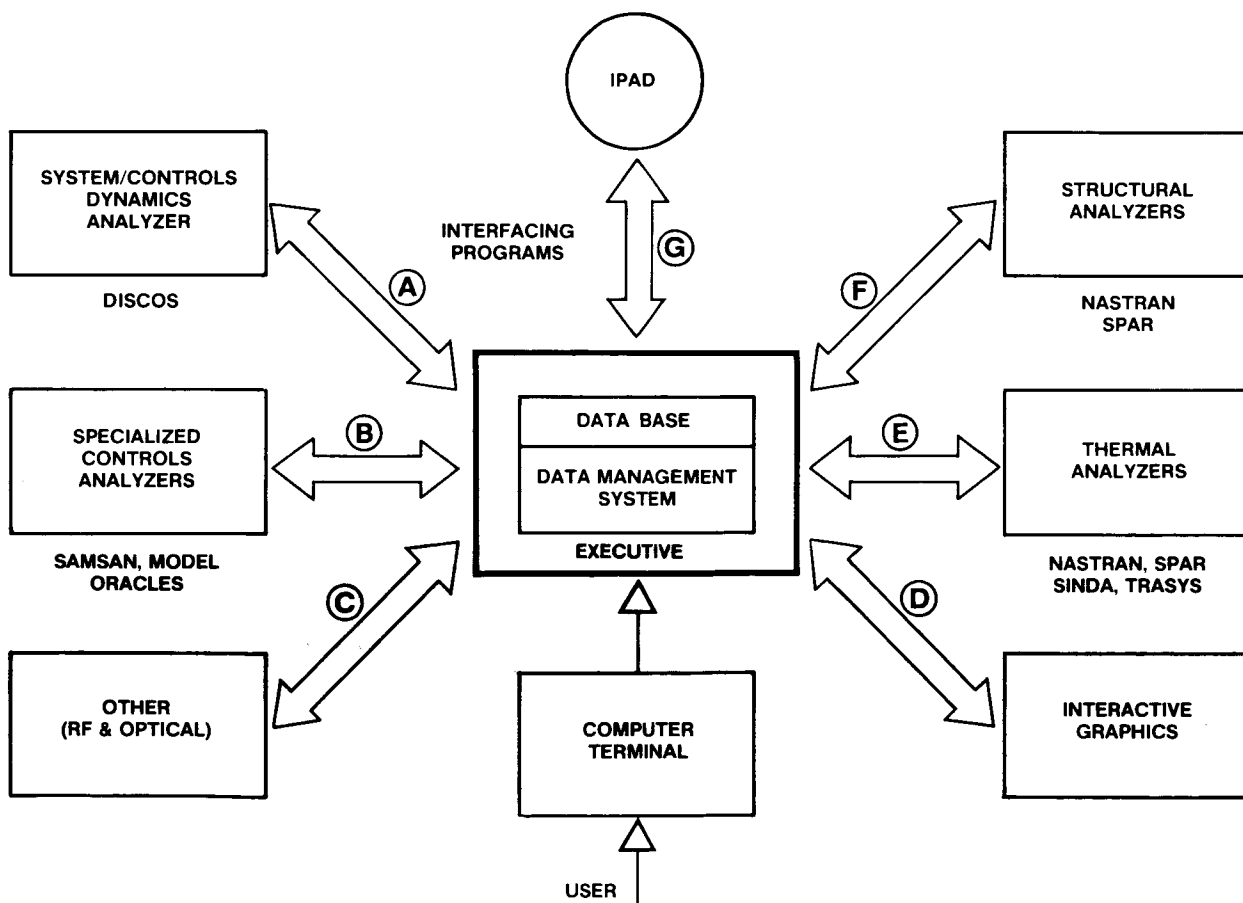 IPAD
SYSTEM/CONTROLS
DYNAMICS
ANALYZER
DISCOS
INTERFACING
PROGRAMS
A
G
F
STRUCTURAL
ANALYZERS
NASTRAN
SPAR
SPECIALIZED
CONTROLS
ANALYZERS
SAMSAN, MODEL
ORACLES
B
DATA BASE
DATA MANAGEMENT
SYSTEM
EXECUTIVE
E
THERMAL
ANALYZERS
NASTRAN, SPAR
SINDA, TRASYS
C
D
OTHER
(RF & OPTICAL)
COMPUTER
TERMINAL
INTERACTIVE
GRAPHICS
USER